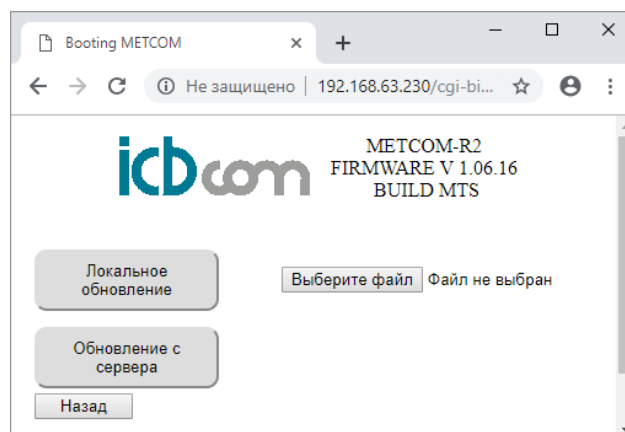 Booting METCOM
Не защищено | 192.168.63.230/cgi-bi...
icbcom
METCOM-R2
FIRMWARE V 1.06.16
BUILD MTS
Локальное
обновление
Выберите файл Файл не выбран
Обновление с
сервера
Назад